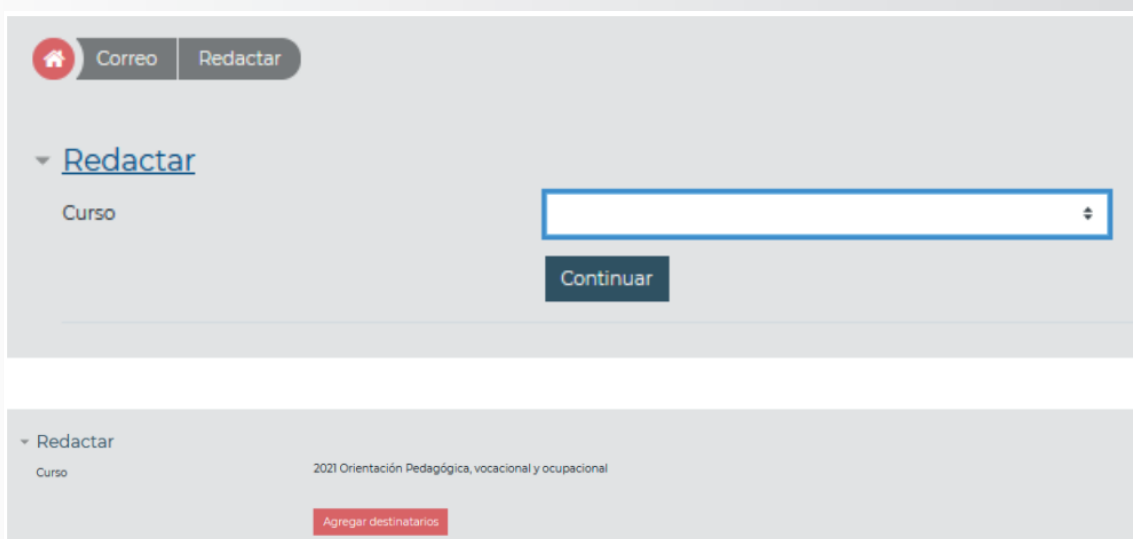 Correo Redactar
Redactar
Curso
Continuar
Redactar
Curso 2021 Orientación Pedagógica, vocacional y ocupacional
Agregar destinatarios